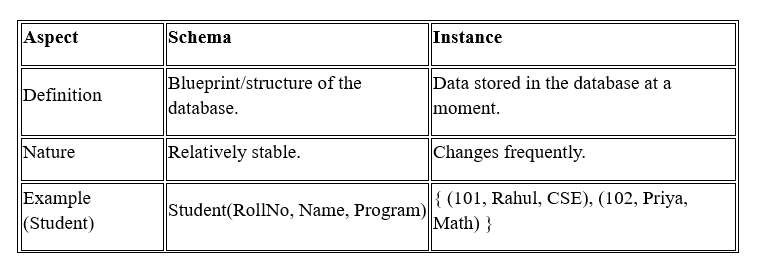 Aspect Schema Instance
Definition Blueprint/structure of the database. Data stored in the database at a moment.
Nature Relatively stable. Changes frequently.
Example (Student) Student(RollNo, Name, Program) { (101, Rahul, CSE), (102, Priya, Math) }